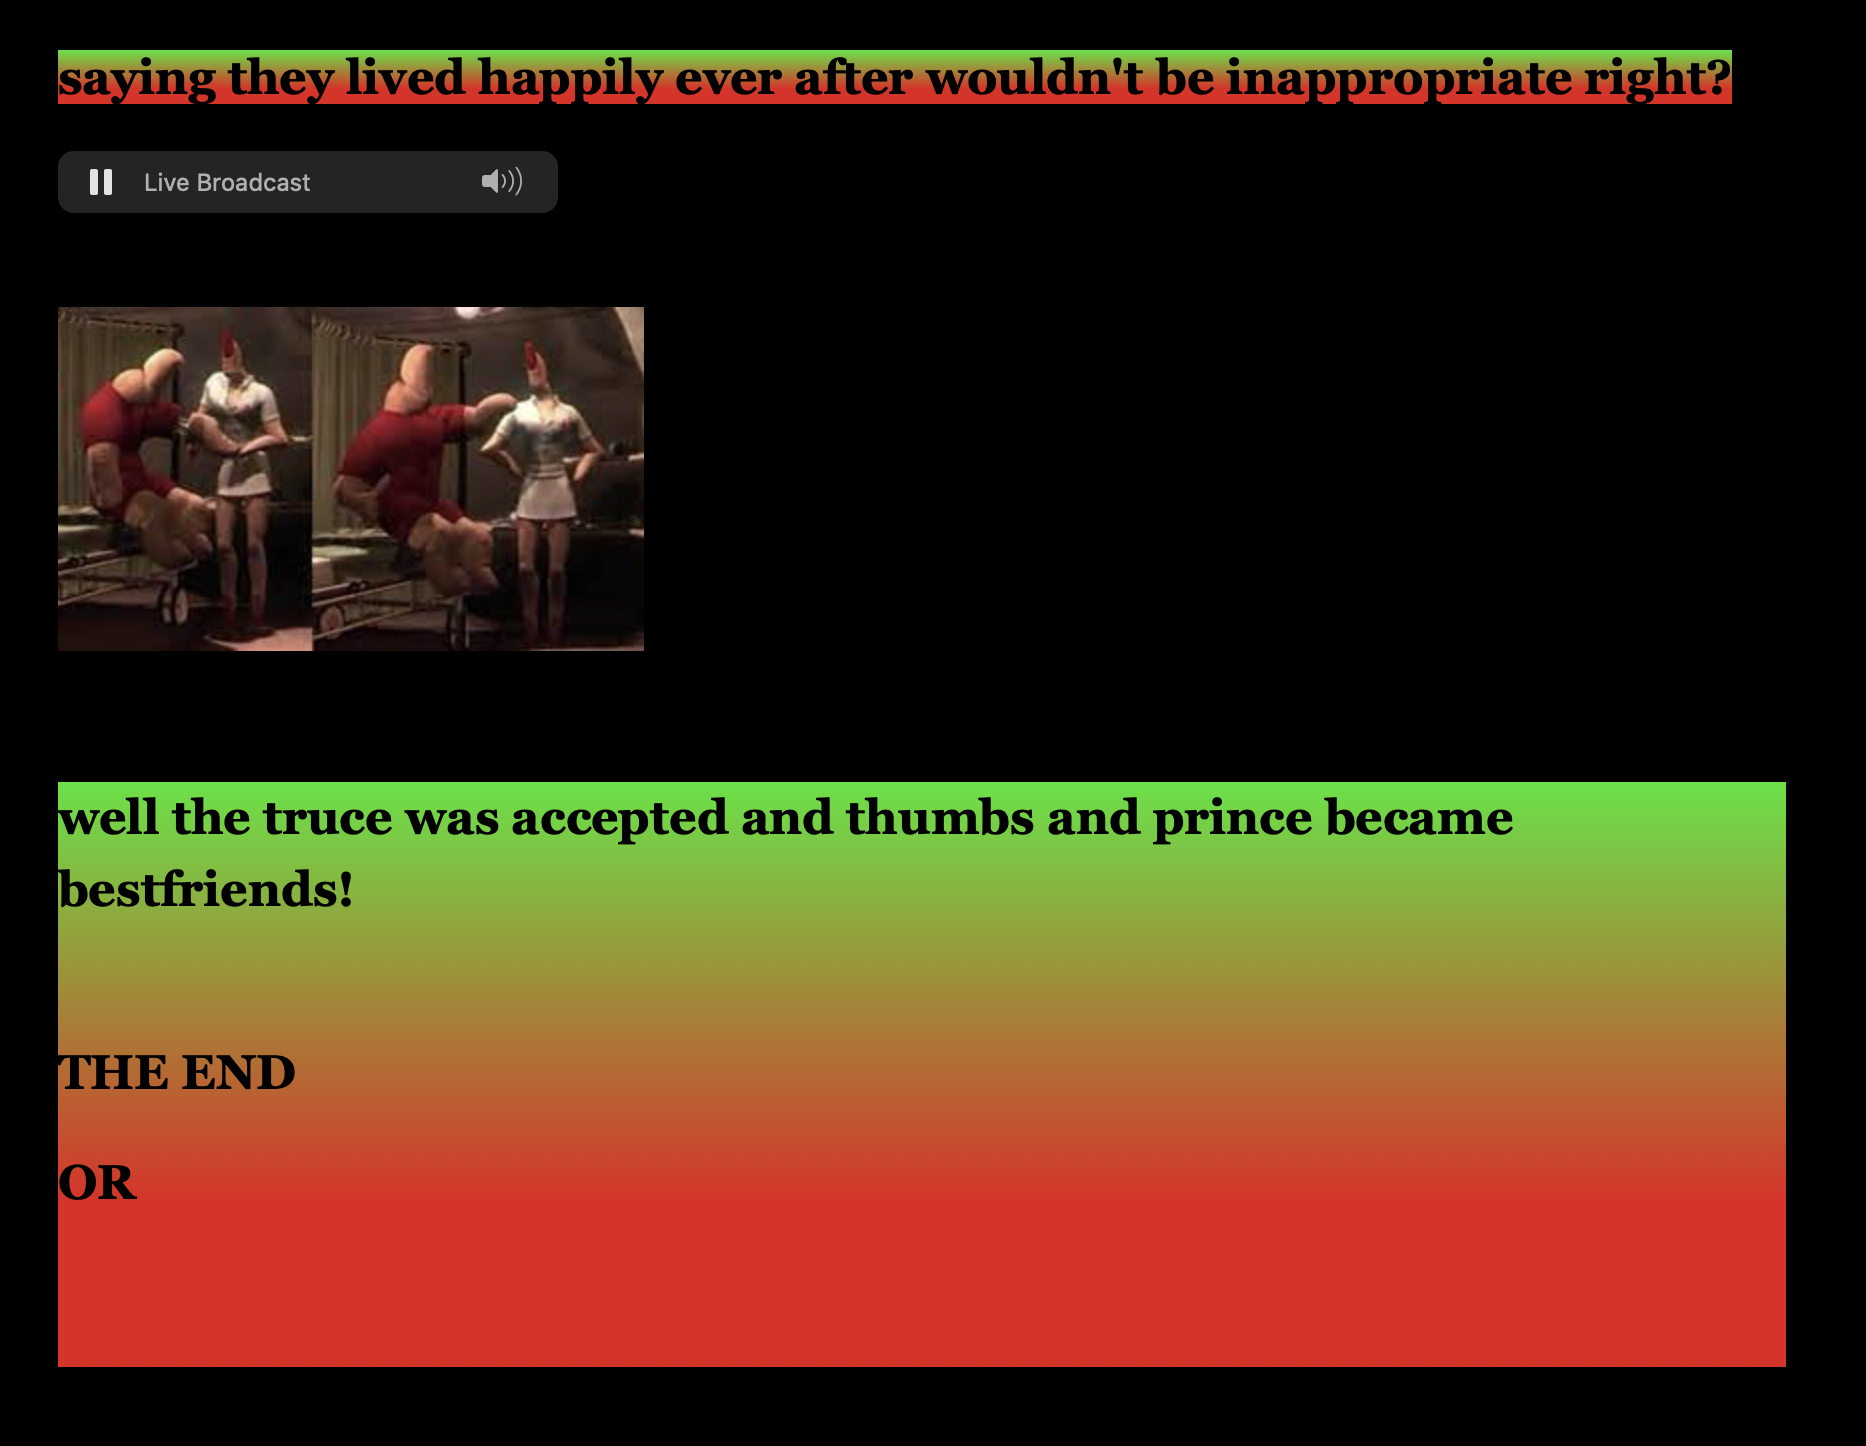 saying they lived happily ever after wouldn't be inappropriate right?
Live Broadcast
well the truce was accepted and thumbs and prince became
bestfriends!
THE END
OR